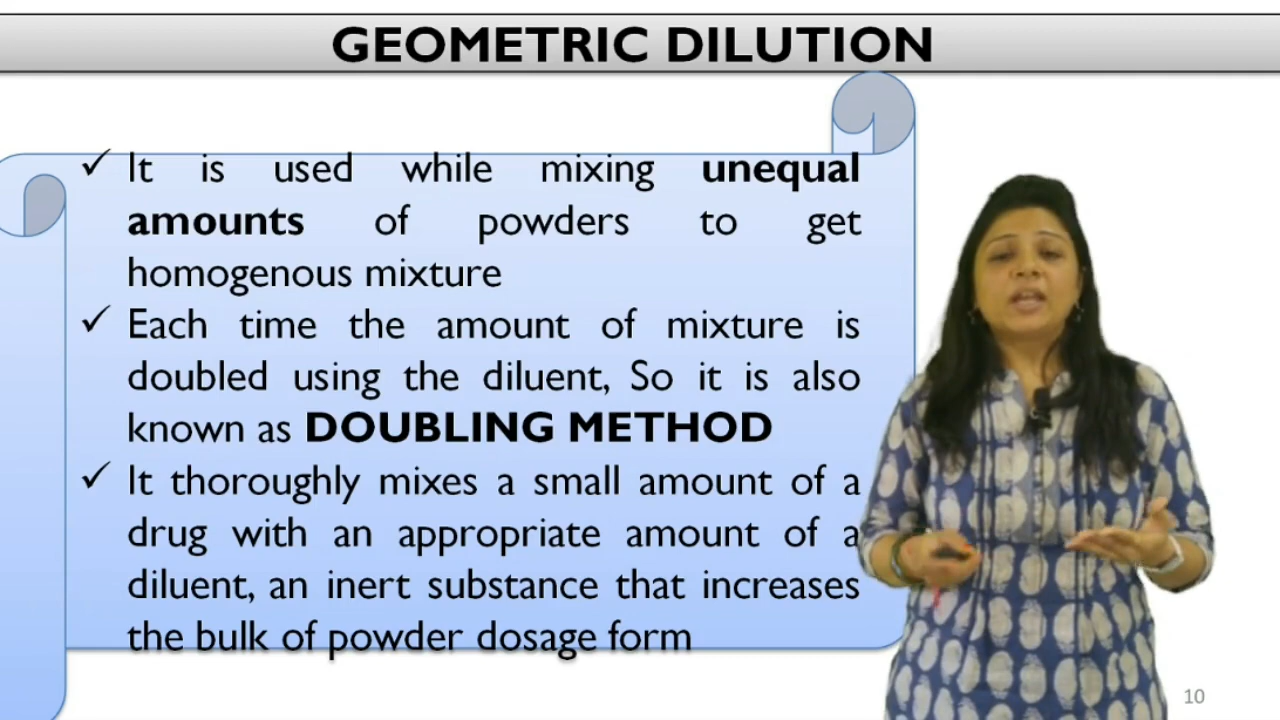 GEOMETRIC DILUTION
✓ It is used while mixing unequal
amounts of powders to get
homogenous mixture
✓ Each time the amount of mixture is
doubled using the diluent, So it is also
known as DOUBLING METHOD
✓ It thoroughly mixes a small amount of a
drug with an appropriate amount of a
diluent, an inert substance that increases
the bulk of powder dosage form
10